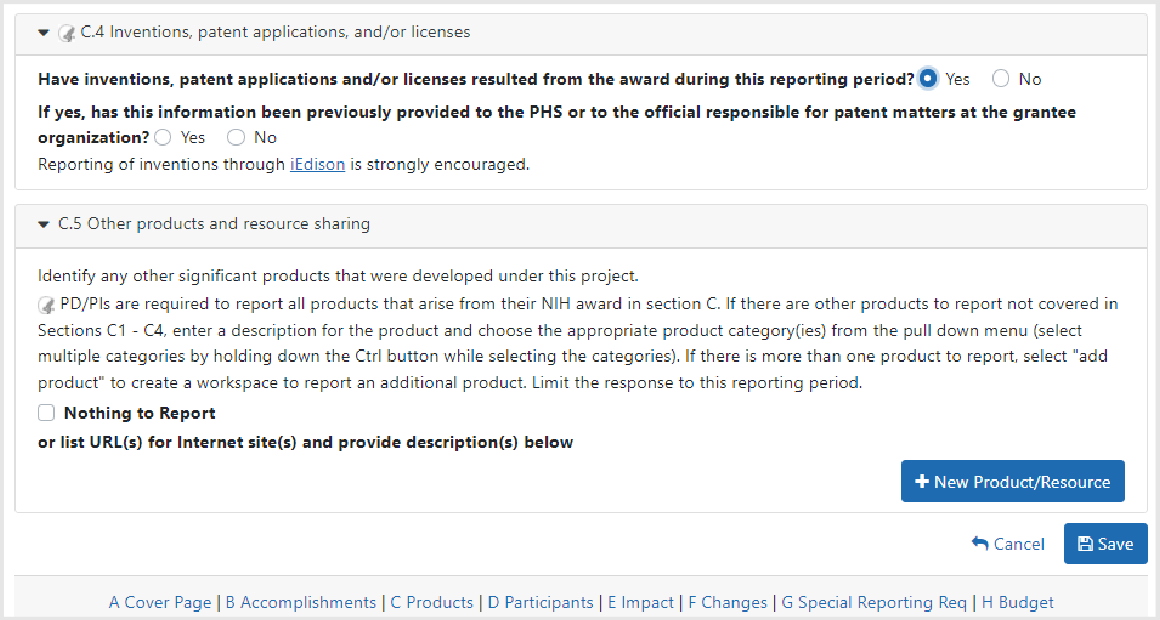 C.4 Inventions, patent applications, and/or licenses
Have inventions, patent applications and/or licenses resulted from the award during this reporting period? Yes No
If yes, has this information been previously provided to the PHS or to the official responsible for patent matters at the grantee
organization? Yes No
Reporting of inventions through iEdison is strongly encouraged.
C.5 Other products and resource sharing
Identify any other significant products that were developed under this project.
PD/PIs are required to report all products that arise from their NIH award in section C. If there are other products to report not covered in
Sections C1 - C4, enter a description for the product and choose the appropriate product category(ies) from the pull down menu (select
multiple categories by holding down the Ctrl button while selecting the categories). If there is more than one product to report, select "add
product" to create a workspace to report an additional product. Limit the response to this reporting period.
Nothing to Report
or list URL(s) for Internet site(s) and provide description(s) below
+ New Product/Resource
Cancel Save
A Cover Page | B Accomplishments | C Products | D Participants | E Impact | F Changes | G Special Reporting Req | H Budget